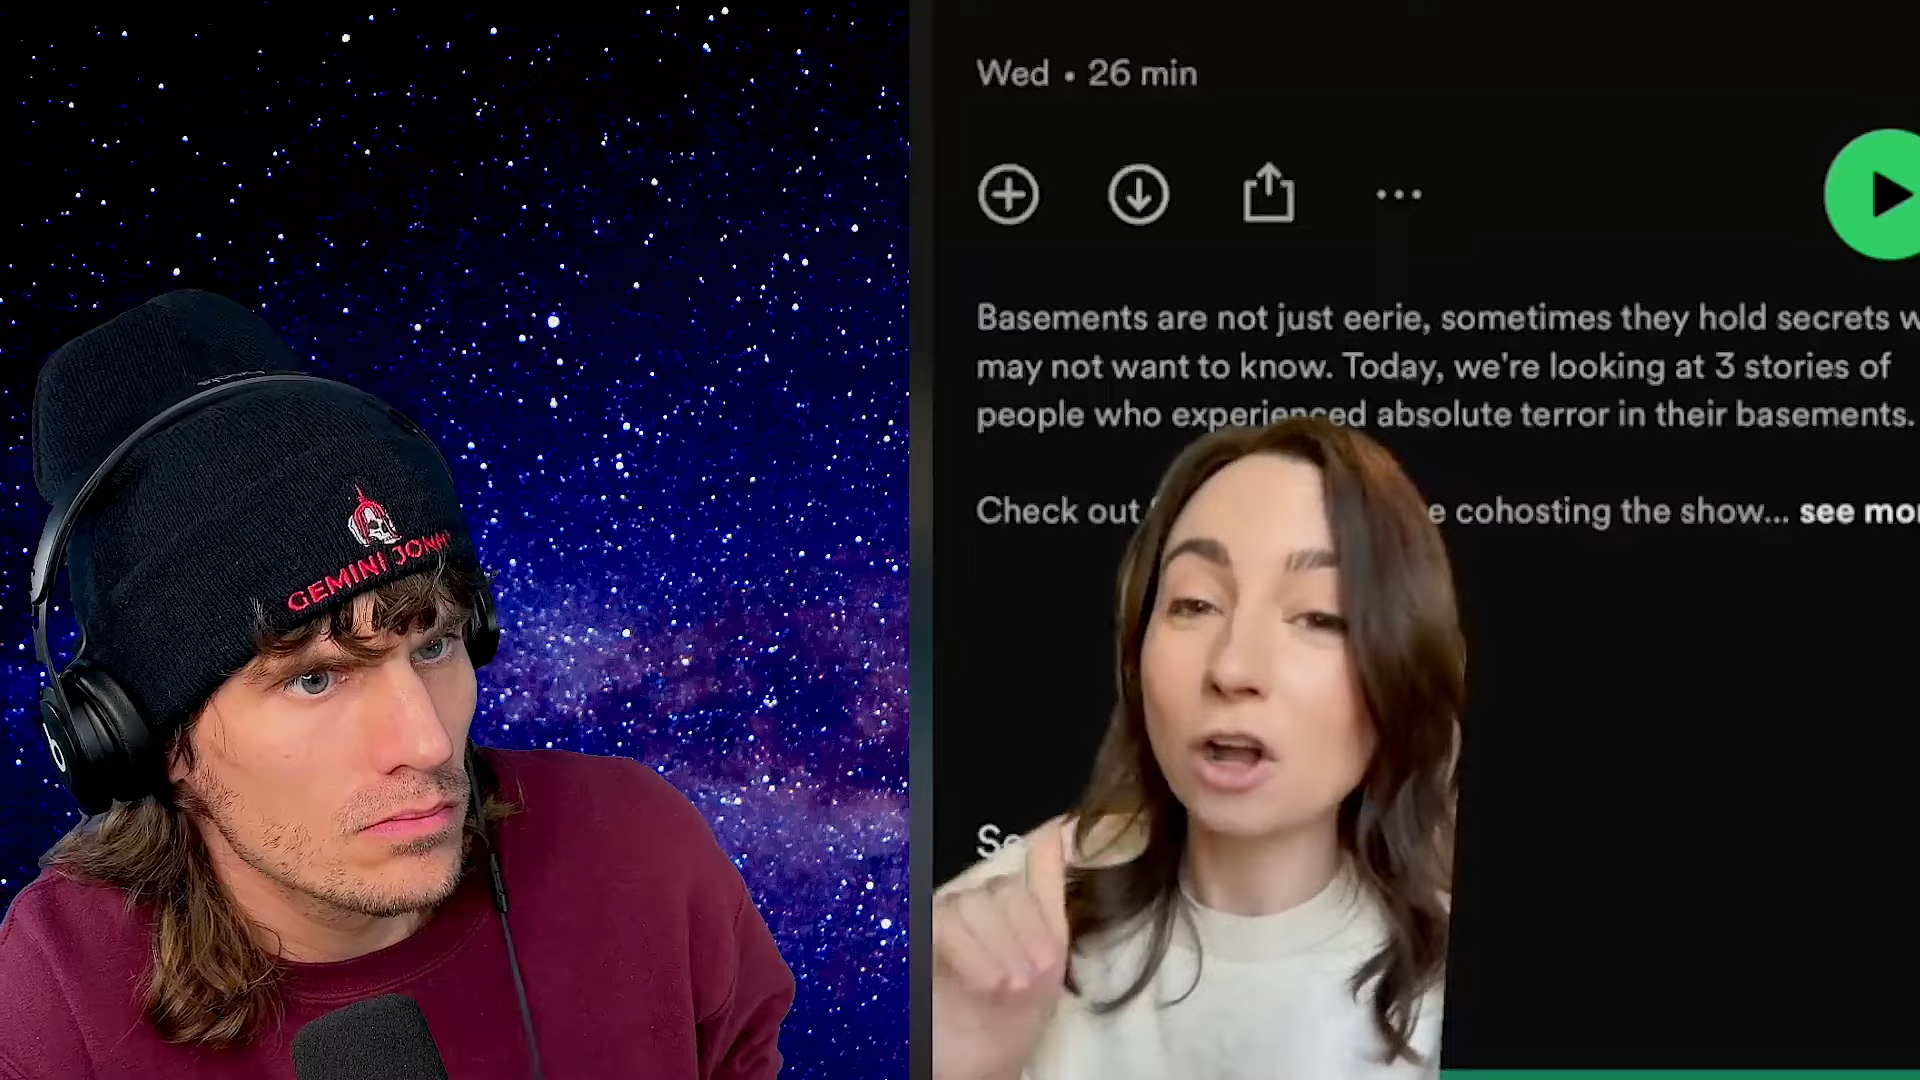 Wed • 26 min
Basements are not just eerie, sometimes they hold secrets
may not want to know. Today, we're looking at 3 stories of
people who experienced absolute terror in their basements.
Check out cohosting the show... see
GEMINI